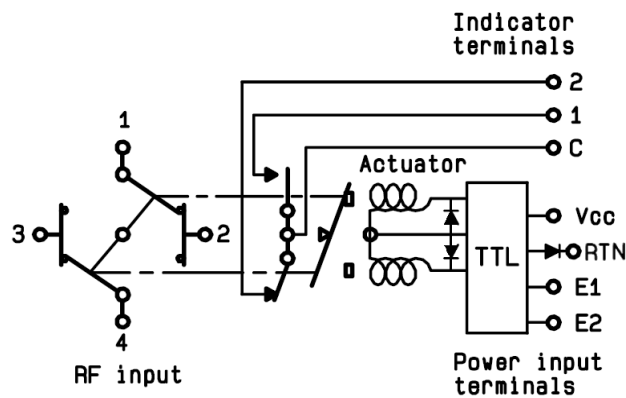 Indicator
terminals
2
1
C
1
Actuator
3
2
TTL
Vcc
RTN
E1
E2
4
RF input
Power input
terminals